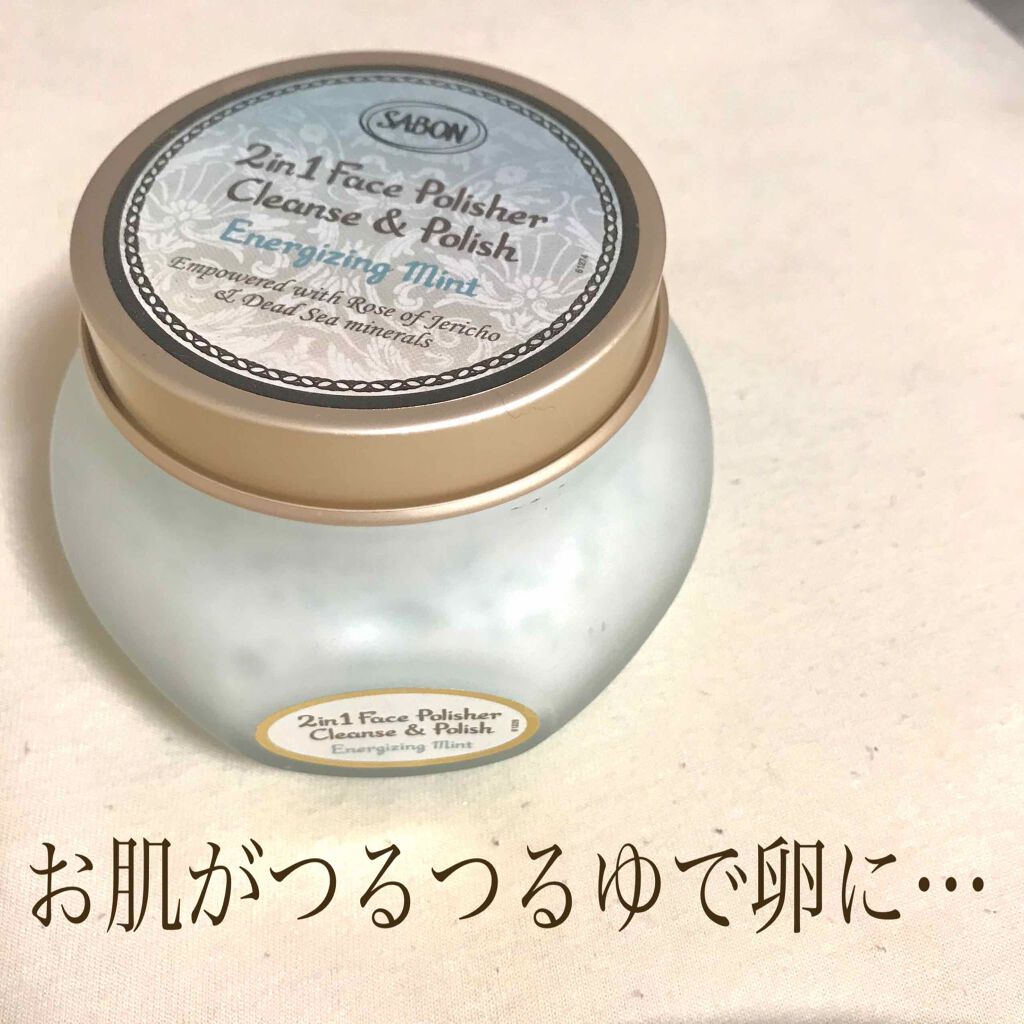 SABON
2in1 Face Polisher
Cleanse & Polish
Energizing Mint
Empowered with Rose of Jericho
& Dead Sea minerals
61274
2in1 Face Polisher
Cleanse & Polish
Energizing Mint
お肌がつるつるゆで卵に…